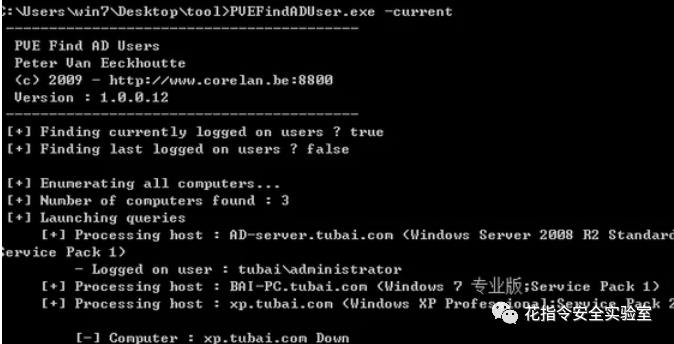 C:\Users\win7\Desktop\tool>PVEFindADUser.exe -current
-----------------------------------------
PVE Find AD Users
Peter Van Eeckhoutte
(c) 2009 - http://www.corelan.be:8800
Version : 1.0.0.12
-----------------------------------------
[+] Finding currently logged on users ? true
[+] Finding last logged on users ? false
[+] Enumerating all computers...
[+] Number of computers found : 3
[+] Launching queries
[+] Processing host : AD-server.tubai.com (Windows Server 2008 R2 Standard
Service Pack 1)
- Logged on user : tubai\administrator
[+] Processing host : BAI-PC.tubai.com (Windows 7 专业版;Service Pack 1)
[+] Processing host : xp.tubai.com (Windows XP Professional;Service Pack 2
花指令安全实验室
[-] Computer : xp.tubai.com Down